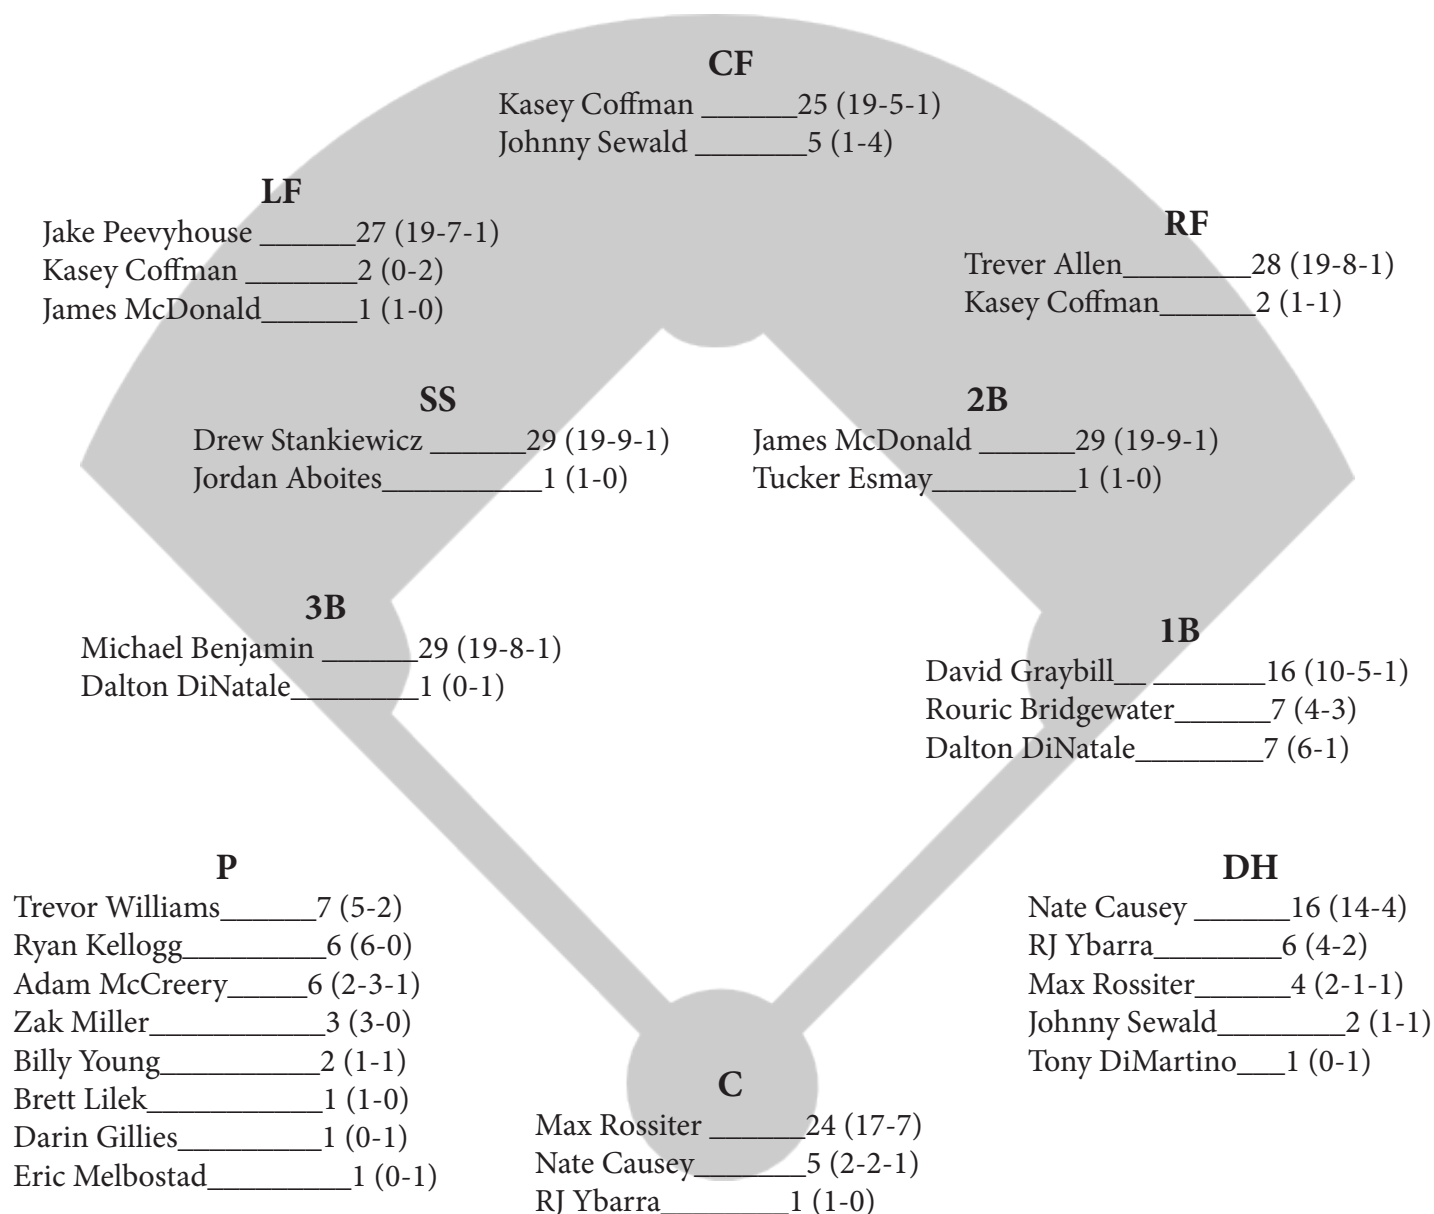 CF
Kasey Coffman ______25 (19-5-1)
Johnny Sewald _______5 (1-4)
LF
Jake Peevyhouse ______27 (19-7-1)
Kasey Coffman _______2 (0-2)
James McDonald______1 (1-0)
RF
Trever Allen________28 (19-8-1)
Kasey Coffman______2 (1-1)
SS
Drew Stankiewicz ______29 (19-9-1)
Jordan Aboites__________1 (1-0)
2B
James McDonald ______29 (19-9-1)
Tucker Esmay_________1 (1-0)
3B
Michael Benjamin ______29 (19-8-1)
Dalton DiNatale________1 (0-1)
1B
David Graybill__ _______16 (10-5-1)
Rouric Bridgewater______7 (4-3)
Dalton DiNatale________7 (6-1)
P
Trevor Williams______7 (5-2)
Ryan Kellogg_________6 (6-0)
Adam McCreery_____6 (2-3-1)
Zak Miller___________3 (3-0)
Billy Young__________2 (1-1)
Brett Lilek___________1 (1-0)
Darin Gillies_________1 (0-1)
Eric Melbostad_________1 (0-1)
DH
Nate Causey ______16 (14-4)
RJ Ybarra________6 (4-2)
Max Rossiter______4 (2-1-1)
Johnny Sewald________2 (1-1)
Tony DiMartino___1 (0-1)
C
Max Rossiter ______24 (17-7)
Nate Causey_______5 (2-2-1)
RJ Ybarra________1 (1-0)